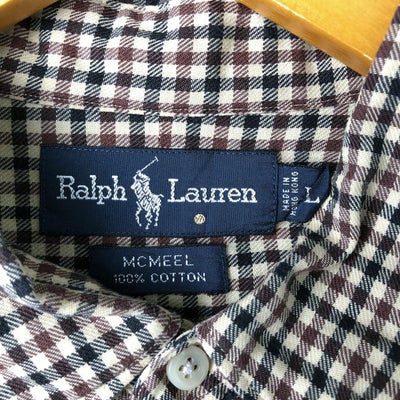 Ralph Lauren
MADE IN
HONG KONG
L
MCMEEL
100% COTTON